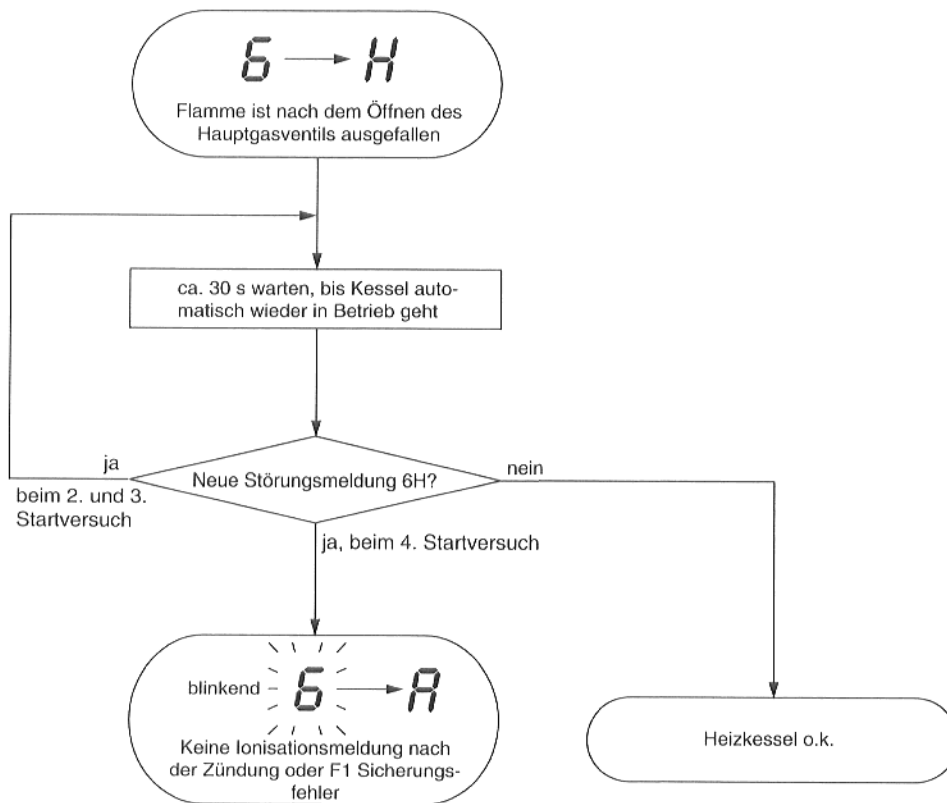 6 → H
Flamme ist nach dem Öffnen des
Hauptgasventils ausgefallen
ca. 30 s warten, bis Kessel auto-
matisch wieder in Betrieb geht
ja
nein
Neue Störungsmeldung 6H?
beim 2. und 3.
Startversuch
ja, beim 4. Startversuch
blinkend 6 → A
Keine Ionisationsmeldung nach
der Zündung oder F1 Sicherungs-
fehler
Heizkessel o.k.